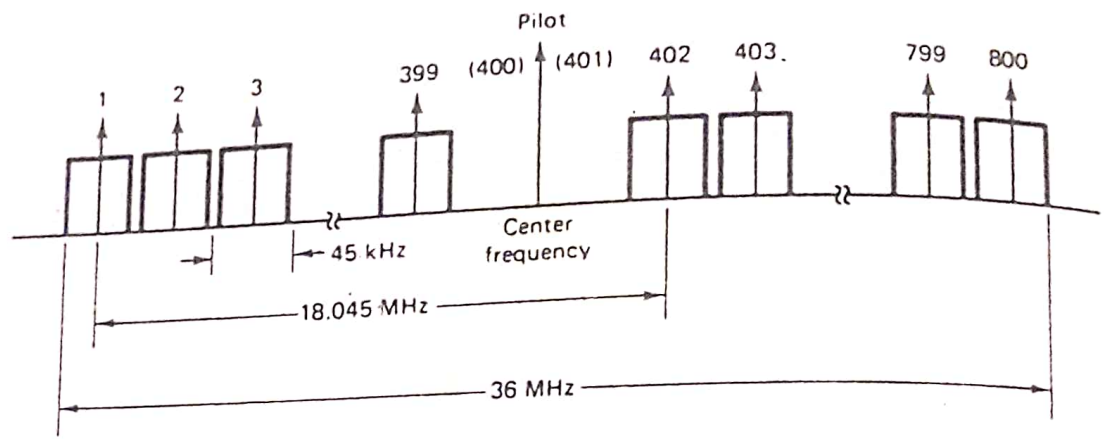 Pilot
1
2
3
399
(400)
(401)
402
403.
799
800
Center
frequency
45 kHz
18.045 MHz
36 MHz